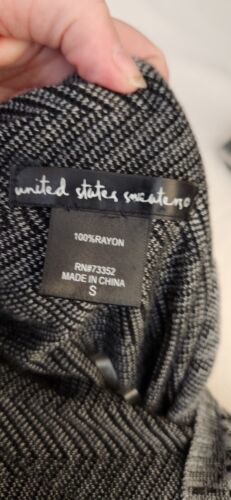 united states sweaters
100%RAYON
RN#73352
MADE IN CHINA
S